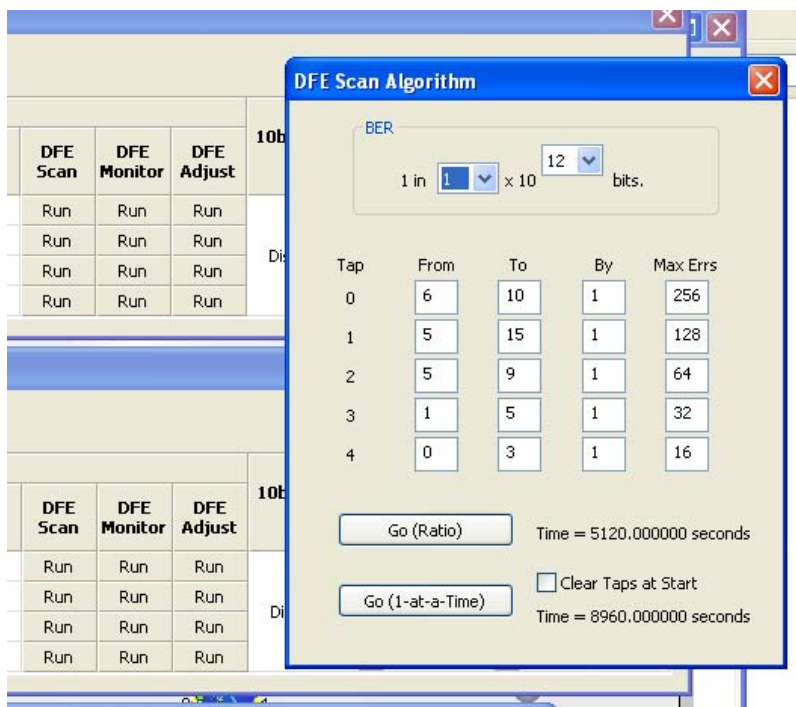 DFE Scan Algorithm
10b
DFE Scan
DFE Monitor
DFE Adjust
Run Run Run
Run Run Run
Run Run Run
Run Run Run
10b
DFE Scan
DFE Monitor
DFE Adjust
Run Run Run
Run Run Run
Run Run Run
Run Run Run
BER
1 in 1 x 10 12 bits.
Tap From To By Max Errs
0 6 10 1 256
1 5 15 1 128
2 5 9 1 64
3 1 5 1 32
4 0 3 1 16
Go (Ratio) Time = 5120.000000 seconds
Clear Taps at Start
Go (1-at-a-Time) Time = 8960.000000 seconds